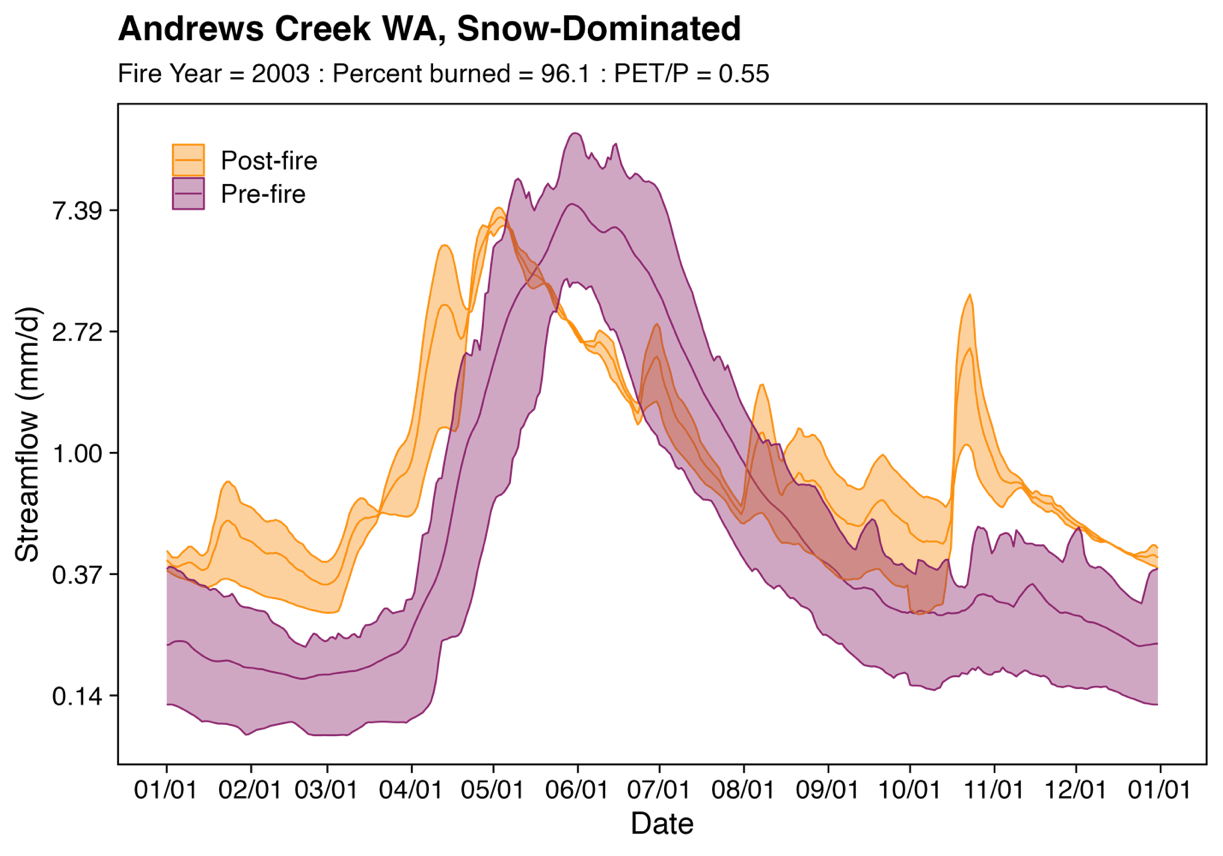 Andrews Creek WA, Snow-Dominated
Fire Year = 2003 : Percent burned = 96.1 : PET/P = 0.55
Post-fire
Pre-fire
7.39
2.72
1.00
0.37
0.14
Streamflow (mm/d)
01/01 02/01 03/01 04/01 05/01 06/01 07/01 08/01 09/01 10/01 11/01 12/01 01/01
Date